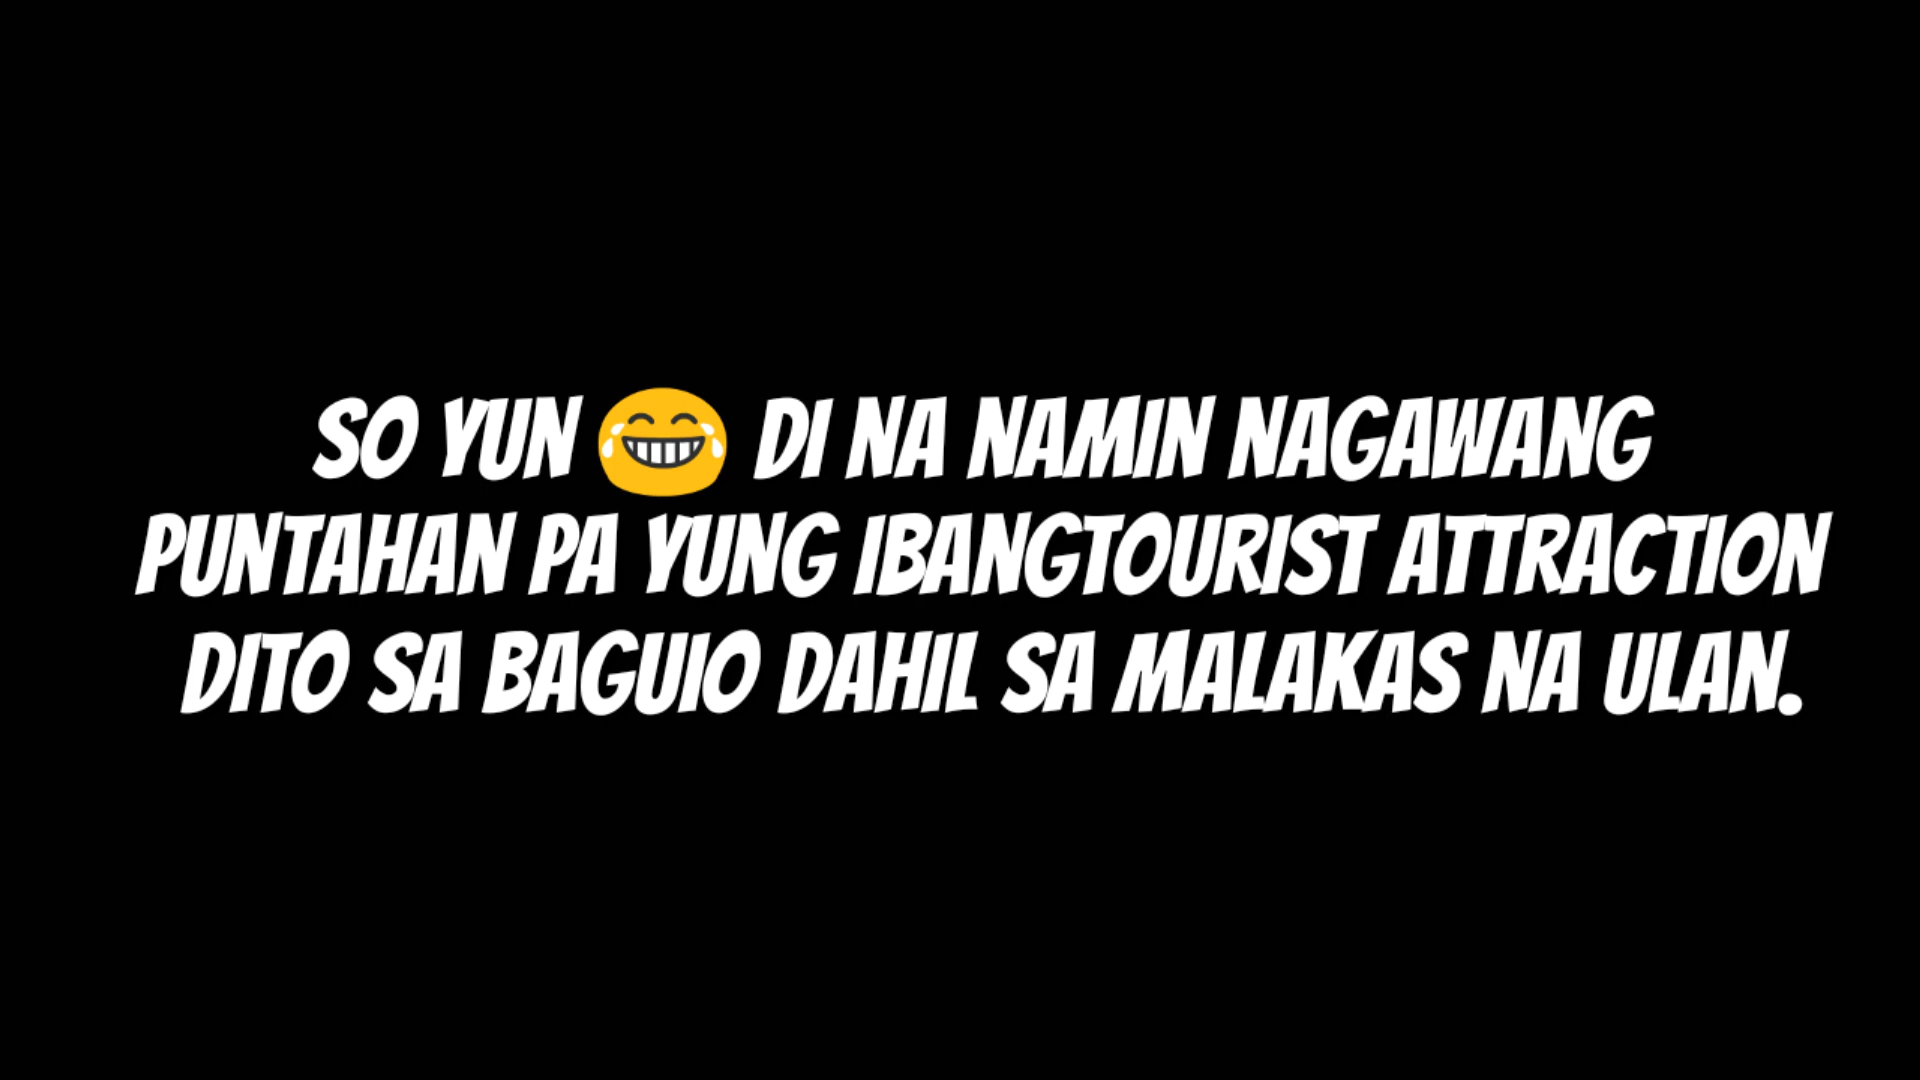 SO YUN 😂 DI NA NAMIN NAGAWANG
PUNTAHAN PA YUNG IBANGTOURIST ATTRACTION
DITO SA BAGUIO DAHIL SA MALAKAS NA ULAN.